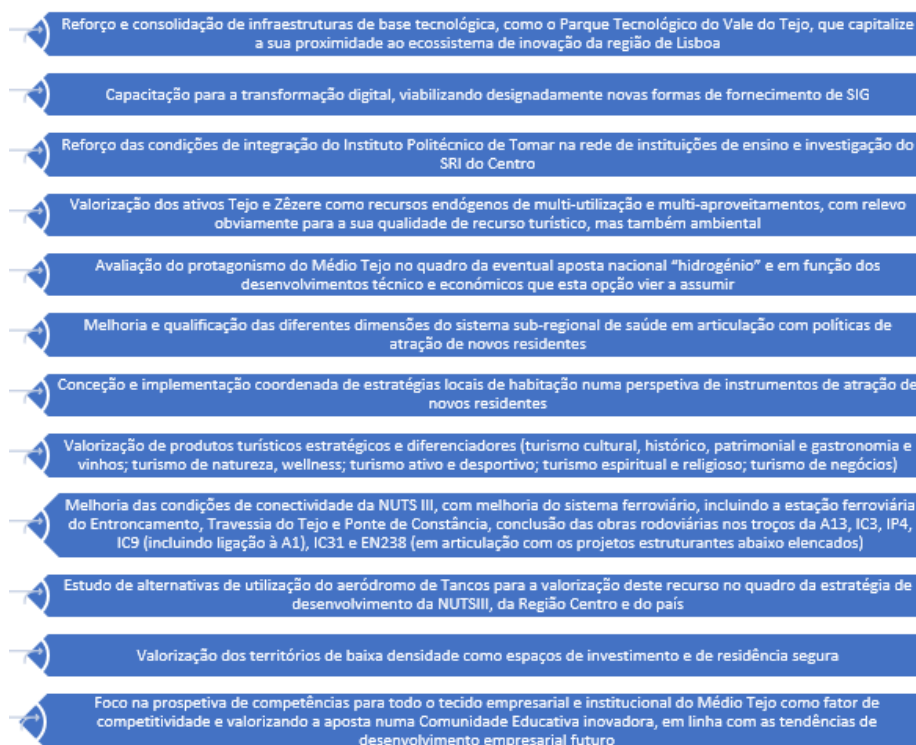 Reforço e consolidação de infraestruturas de base tecnológica, como o Parque Tecnológico do Vale do Tejo, que capitalize
a sua proximidade ao ecossistema de inovação da região de Lisboa
Capacitação para a transformação digital, viabilizando designadamente novas formas de fornecimento de SIG
Reforço das condições de integração do Instituto Politécnico de Tomar na rede de instituições de ensino e investigação do
SRI do Centro
Valorização dos ativos Tejo e Zêzere como recursos endógenos de multi-utilização e multi-aproveitamentos, com relevo
obviamente para a sua qualidade de recurso turístico, mas também ambiental
Avaliação do protagonismo do Médio Tejo no quadro da eventual aposta nacional "hidrogénio" e em função dos
desenvolvimentos técnico e económicos que esta opção vier a assumir
Melhoria e qualificação das diferentes dimensões do sistema sub-regional de saúde em articulação com políticas de
atração de novos residentes
Conceção e implementação coordenada de estratégias locais de habitação numa perspetiva de instrumentos de atração de
novos residentes
Valorização de produtos turísticos estratégicos e diferenciadores (turismo cultural, histórico, patrimonial e gastronomia e
vinhos; turismo de natureza, wellness; turismo ativo e desportivo; turismo espiritual e religioso; turismo de negócios)
Melhoria das condições de conectividade da NUTS III, com melhoria do sistema ferroviário, incluindo a estação ferroviária
do Entroncamento, Travessia do Tejo e Ponte de Constância, conclusão das obras rodoviárias nos troços da A13, IC3, IP4,
IC9 (incluindo ligação à A1), IC31 e EN238 (em articulação com os projetos estruturantes abaixo elencados)
Estudo de alternativas de utilização do aeródromo de Tancos para a valorização deste recurso no quadro da estratégia de
desenvolvimento da NUTSIII, da Região Centro e do país
Valorização dos territórios de baixa densidade como espaços de investimento e de residência segura
Foco na prospetiva de competências para todo o tecido empresarial e institucional do Médio Tejo como fator de
competitividade e valorizando a aposta numa Comunidade Educativa inovadora, em linha com as tendências de
desenvolvimento empresarial futuro